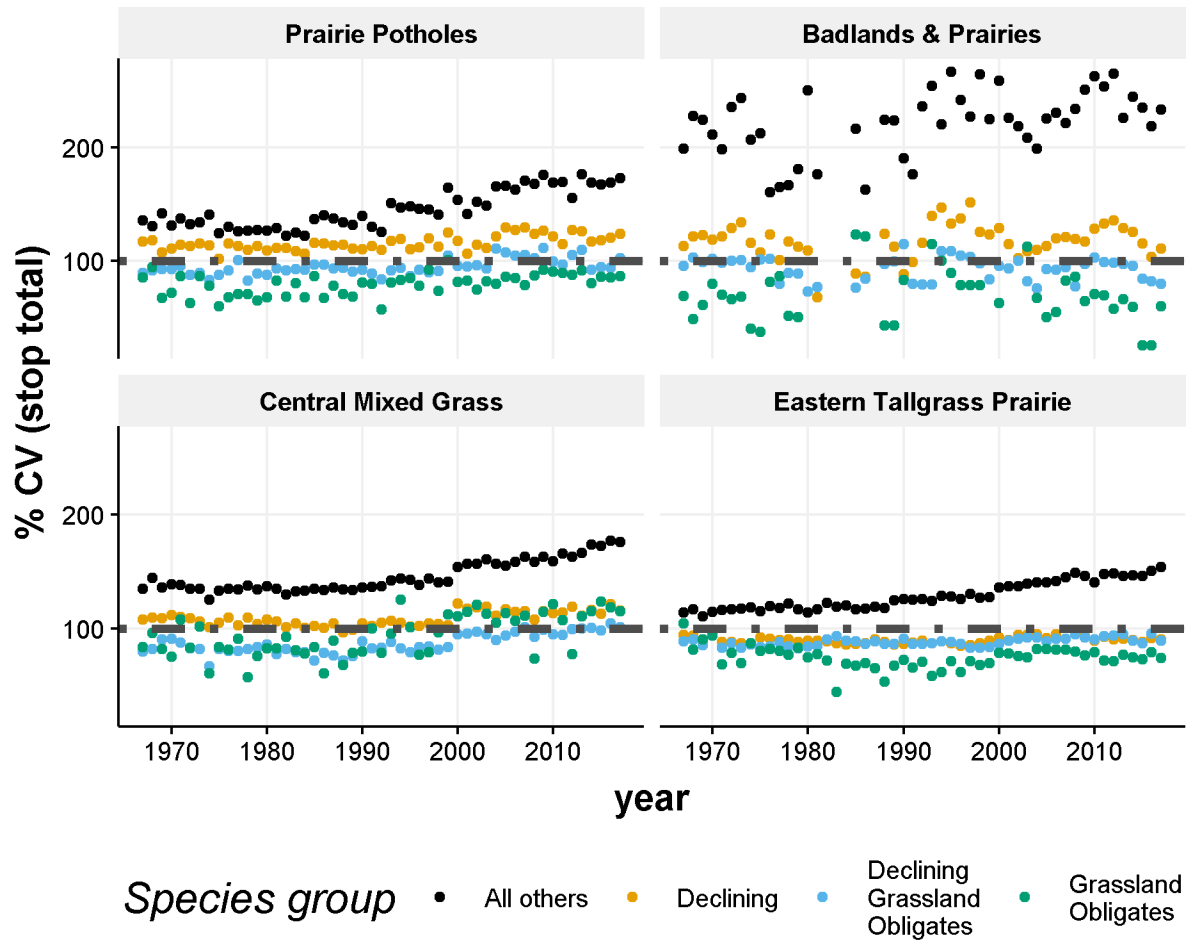 Prairie Potholes
Badlands & Prairies
200
100
Central Mixed Grass
Eastern Tallgrass Prairie
200
100
% CV (stop total)
1970 1980 1990 2000 2010
1970 1980 1990 2000 2010
year
Species group
All others
Declining
Declining
Grassland
Obligates
Grassland
Obligates